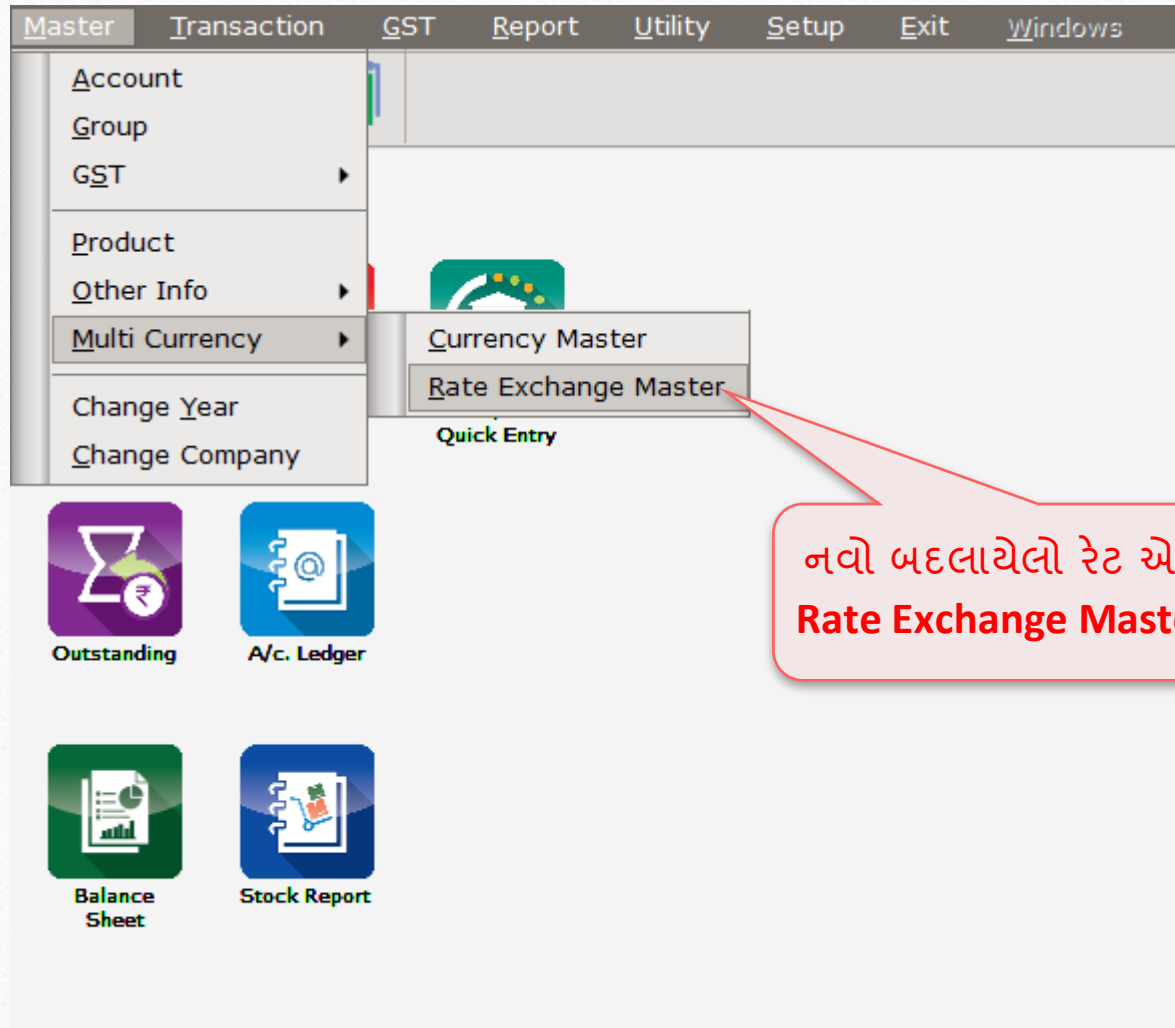 Master Transaction GST Report Utility Setup Exit Windows
Account
Group
GST
Product
Other Info
Multi Currency
Currency Master
Rate Exchange Master
Change Year
Change Company
Quick Entry
નવો બદલાયેલો રેટ
Rate Exchange
Outstanding A/c. Ledger
Balance
Sheet
Stock Report